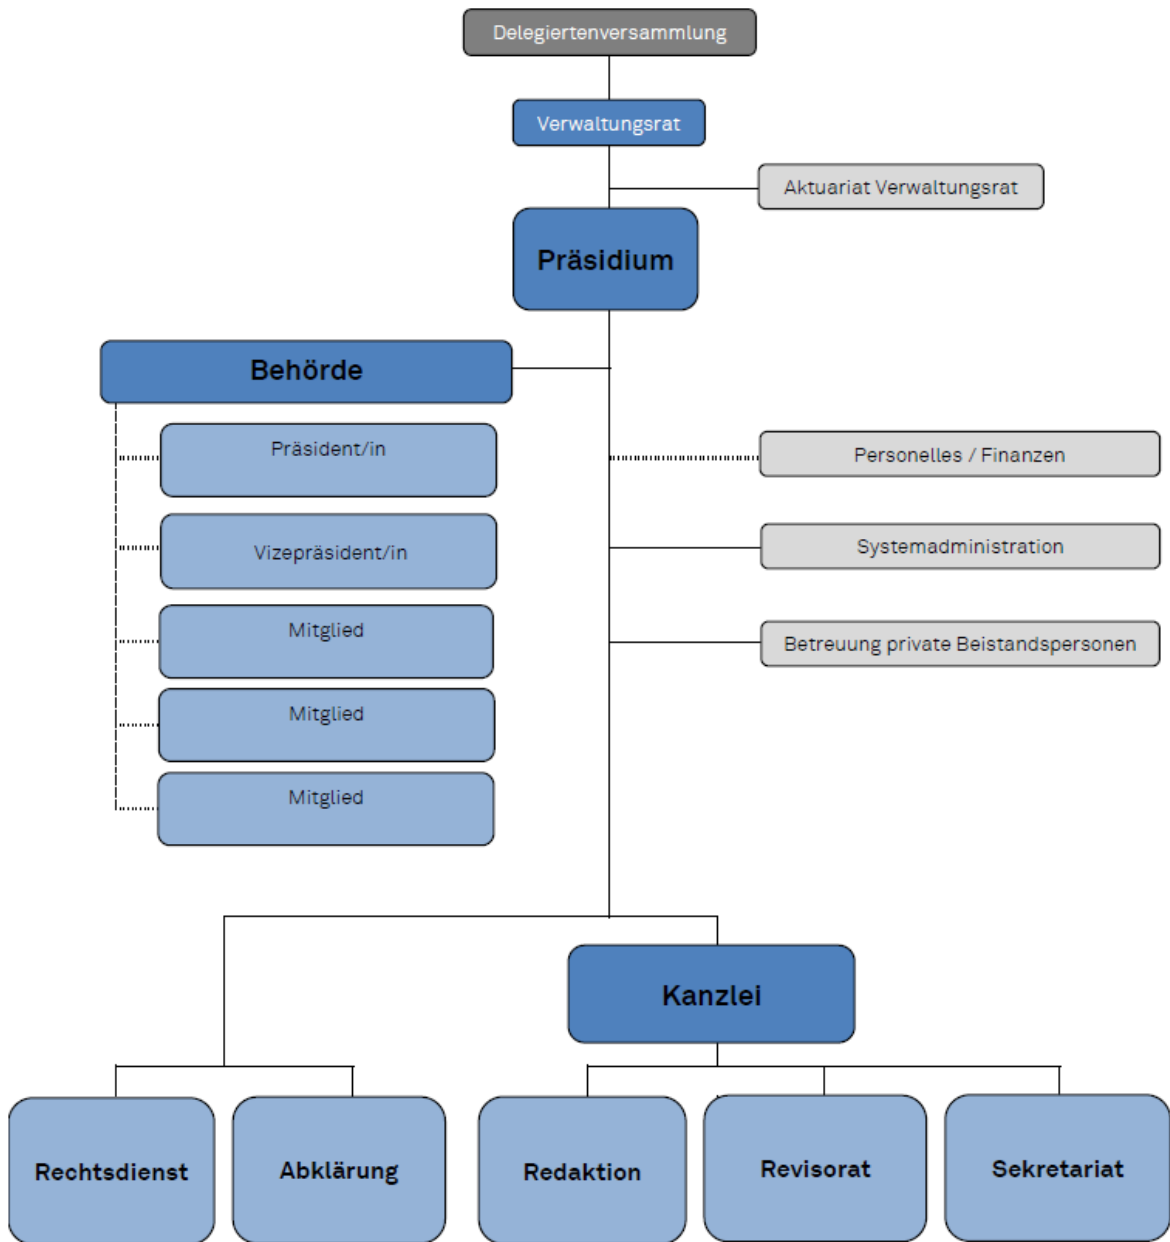 Delegiertenversammlung
Verwaltungsrat
Aktuariat Verwaltungsrat
Präsidium
Behörde
Präsident/in
Personelles / Finanzen
Vizepräsident/in
Systemadministration
Mitglied
Betreuung private Beistandspersonen
Mitglied
Mitglied
Kanzlei
Rechtsdienst
Abklärung
Redaktion
Revisorat
Sekretariat